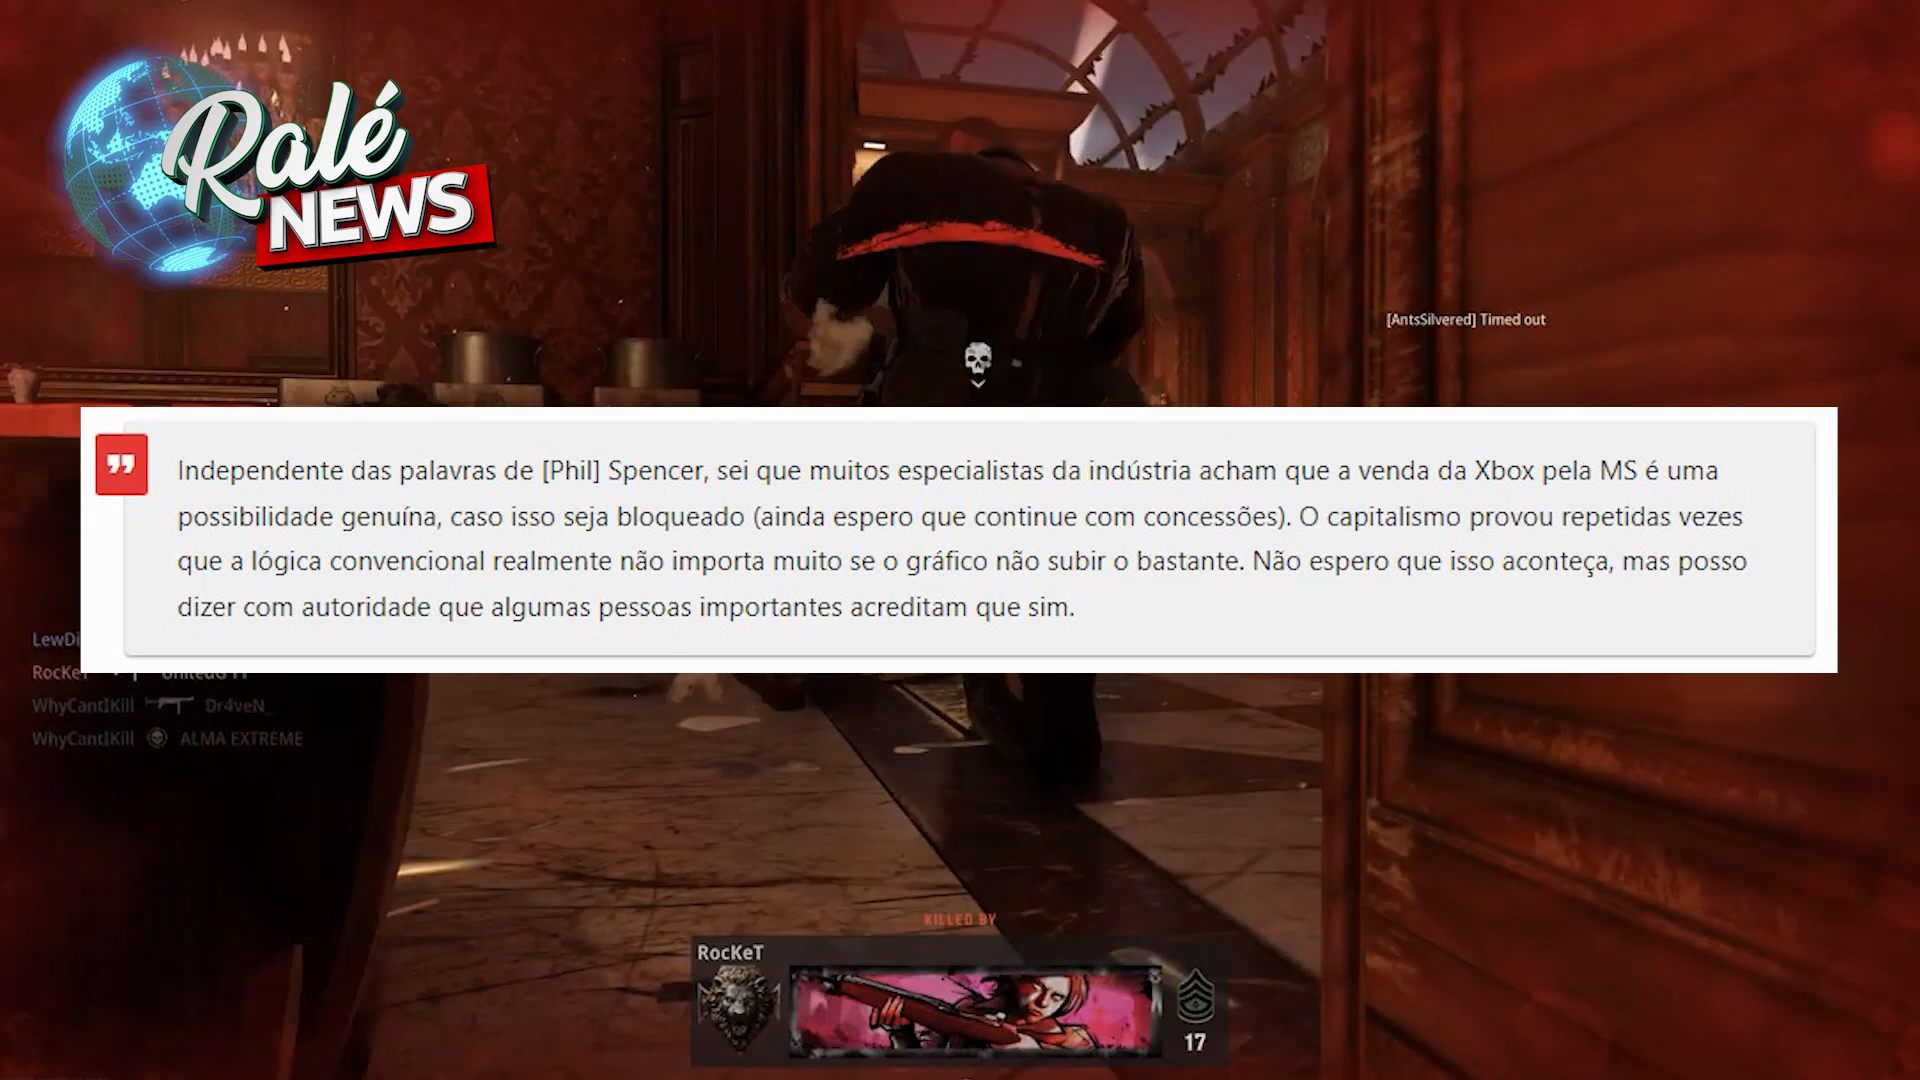 Ralé
NEWS
[AntsSilvered] Timed out
Independente das palavras de [Phil] Spencer, sei que muitos especialistas da indústria acham que a venda da Xbox pela MS é uma
possibilidade genuína, caso isso seja bloqueado (ainda espero que continue com concessões). O capitalismo provou repetidas vezes
que a lógica convencional realmente não importa muito se o gráfico não subir o bastante. Não espero que isso aconteça, mas posso
dizer com autoridade que algumas pessoas importantes acreditam que sim.
WhyCantIKill Dr4veN_
WhyCantIKill ALMA EXTREME
KILLED BY
RocKeT
17